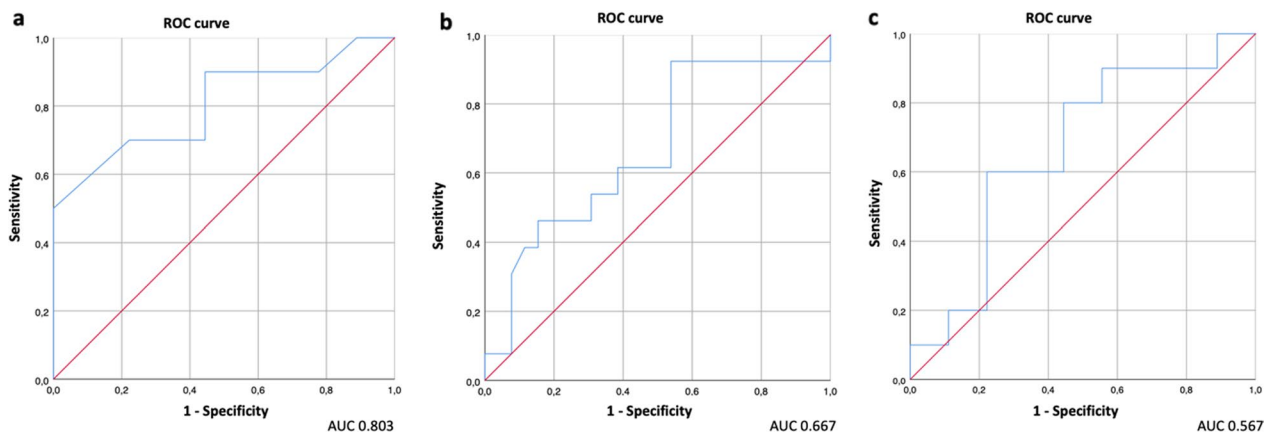 a
ROC curve
1,0
0,8
0,6
0,4
0,2
0,0
Sensitivity
0,0 0,2 0,4 0,6 0,8 1,0
1 - Specificity
AUC 0.803
b
ROC curve
1,0
0,8
0,6
0,4
0,2
0,0
Sensitivity
0,0 0,2 0,4 0,6 0,8 1,0
1 - Specificity
AUC 0.667
c
ROC curve
1,0
0,8
0,6
0,4
0,2
0,0
Sensitivity
0,0 0,2 0,4 0,6 0,8 1,0
1 - Specificity
AUC 0.567